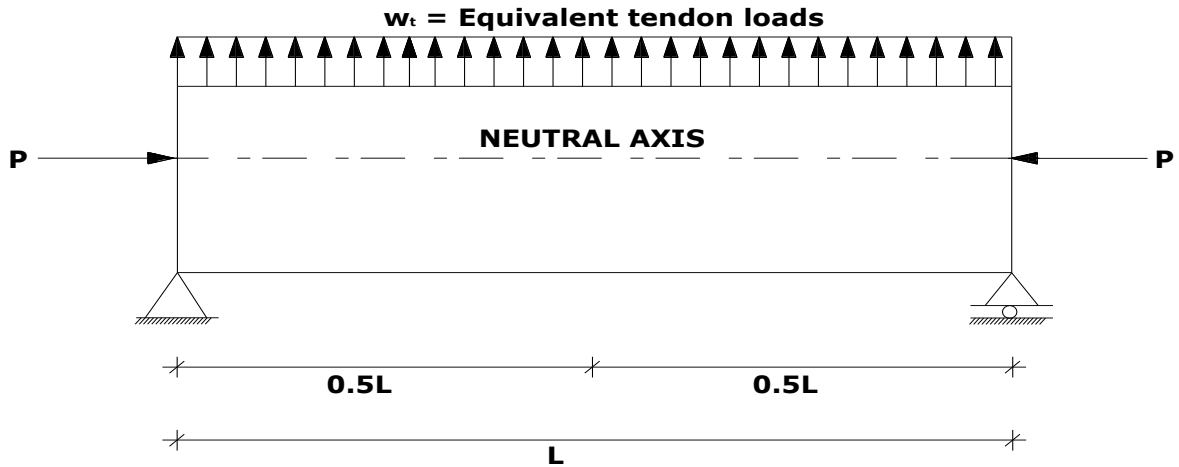 wₜ = Equivalent tendon loads
NEUTRAL AXIS
P
P
0.5L
0.5L
L